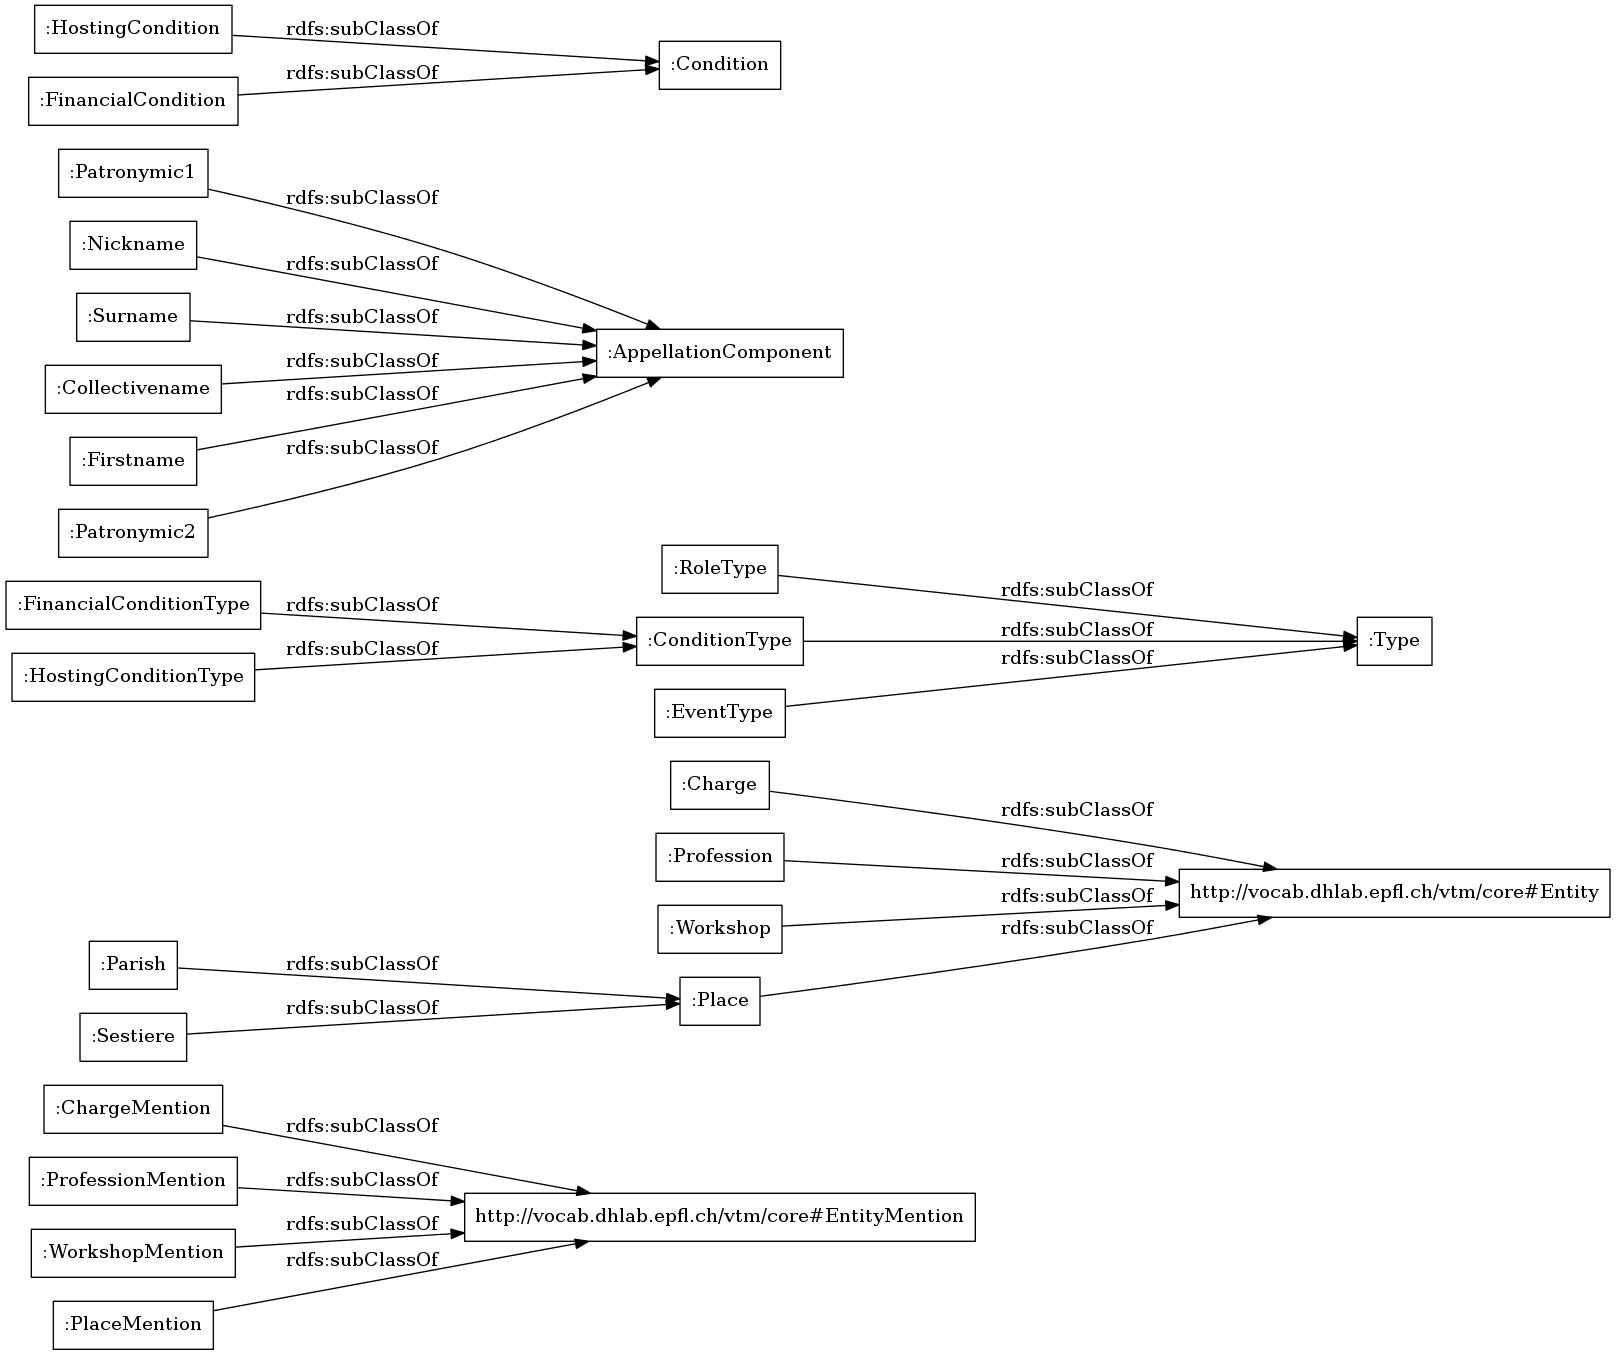 :HostingCondition
rdfs:subClassOf
:Condition
:FinancialCondition
rdfs:subClassOf
:Patronymic1
rdfs:subClassOf
:Nickname
rdfs:subClassOf
:Surname
rdfs:subClassOf
:AppellationComponent
:Collectivename
rdfs:subClassOf
:Firstname
rdfs:subClassOf
:Patronymic2
rdfs:subClassOf
:RoleType
rdfs:subClassOf
:FinancialConditionType
rdfs:subClassOf
:ConditionType
rdfs:subClassOf
:Type
:HostingConditionType
rdfs:subClassOf
:EventType
rdfs:subClassOf
:Charge
rdfs:subClassOf
:Profession
rdfs:subClassOf
http://vocab.dhlab.epfl.ch/vtm/core#Entity
:Workshop
rdfs:subClassOf
:Parish
rdfs:subClassOf
:Place
rdfs:subClassOf
:Sestiere
rdfs:subClassOf
:ChargeMention
rdfs:subClassOf
:ProfessionMention
rdfs:subClassOf
http://vocab.dhlab.epfl.ch/vtm/core#EntityMention
:WorkshopMention
rdfs:subClassOf
:PlaceMention
rdfs:subClassOf